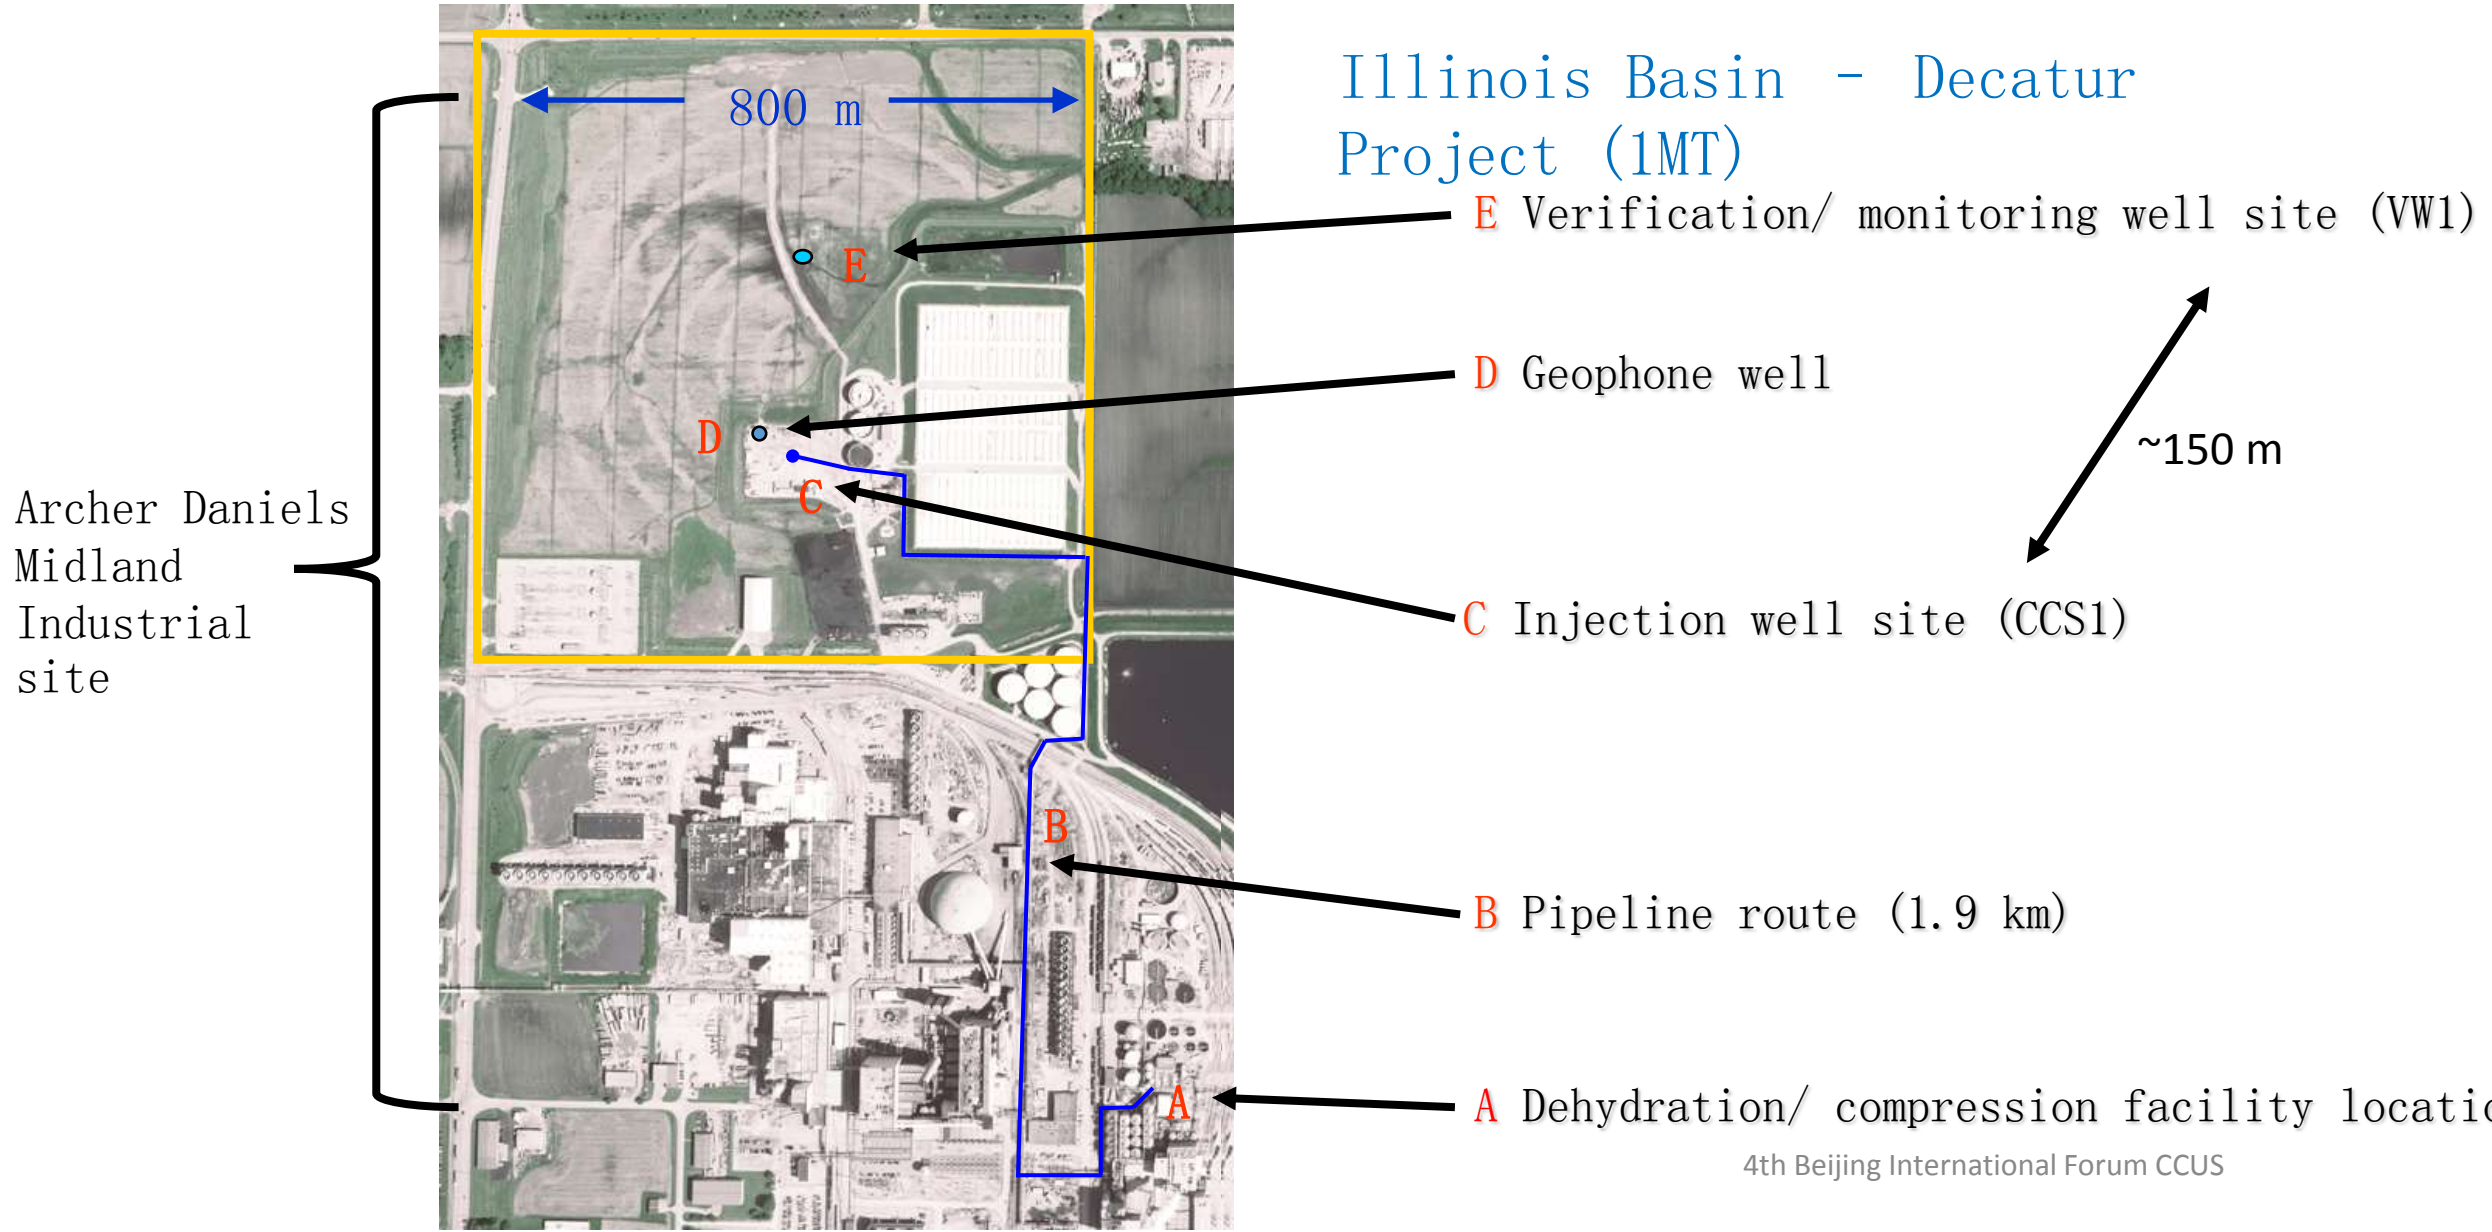 Illinois Basin - Decatur
Project (1MT)
800 m
E Verification/ monitoring well site (VW1)
E
D Geophone well
D
~150 m
C
Archer Daniels
Midland
Industrial
site
C Injection well site (CCS1)
B
B Pipeline route (1.9 km)
A
A Dehydration/ compression facility locatio
4th Beijing International Forum CCUS